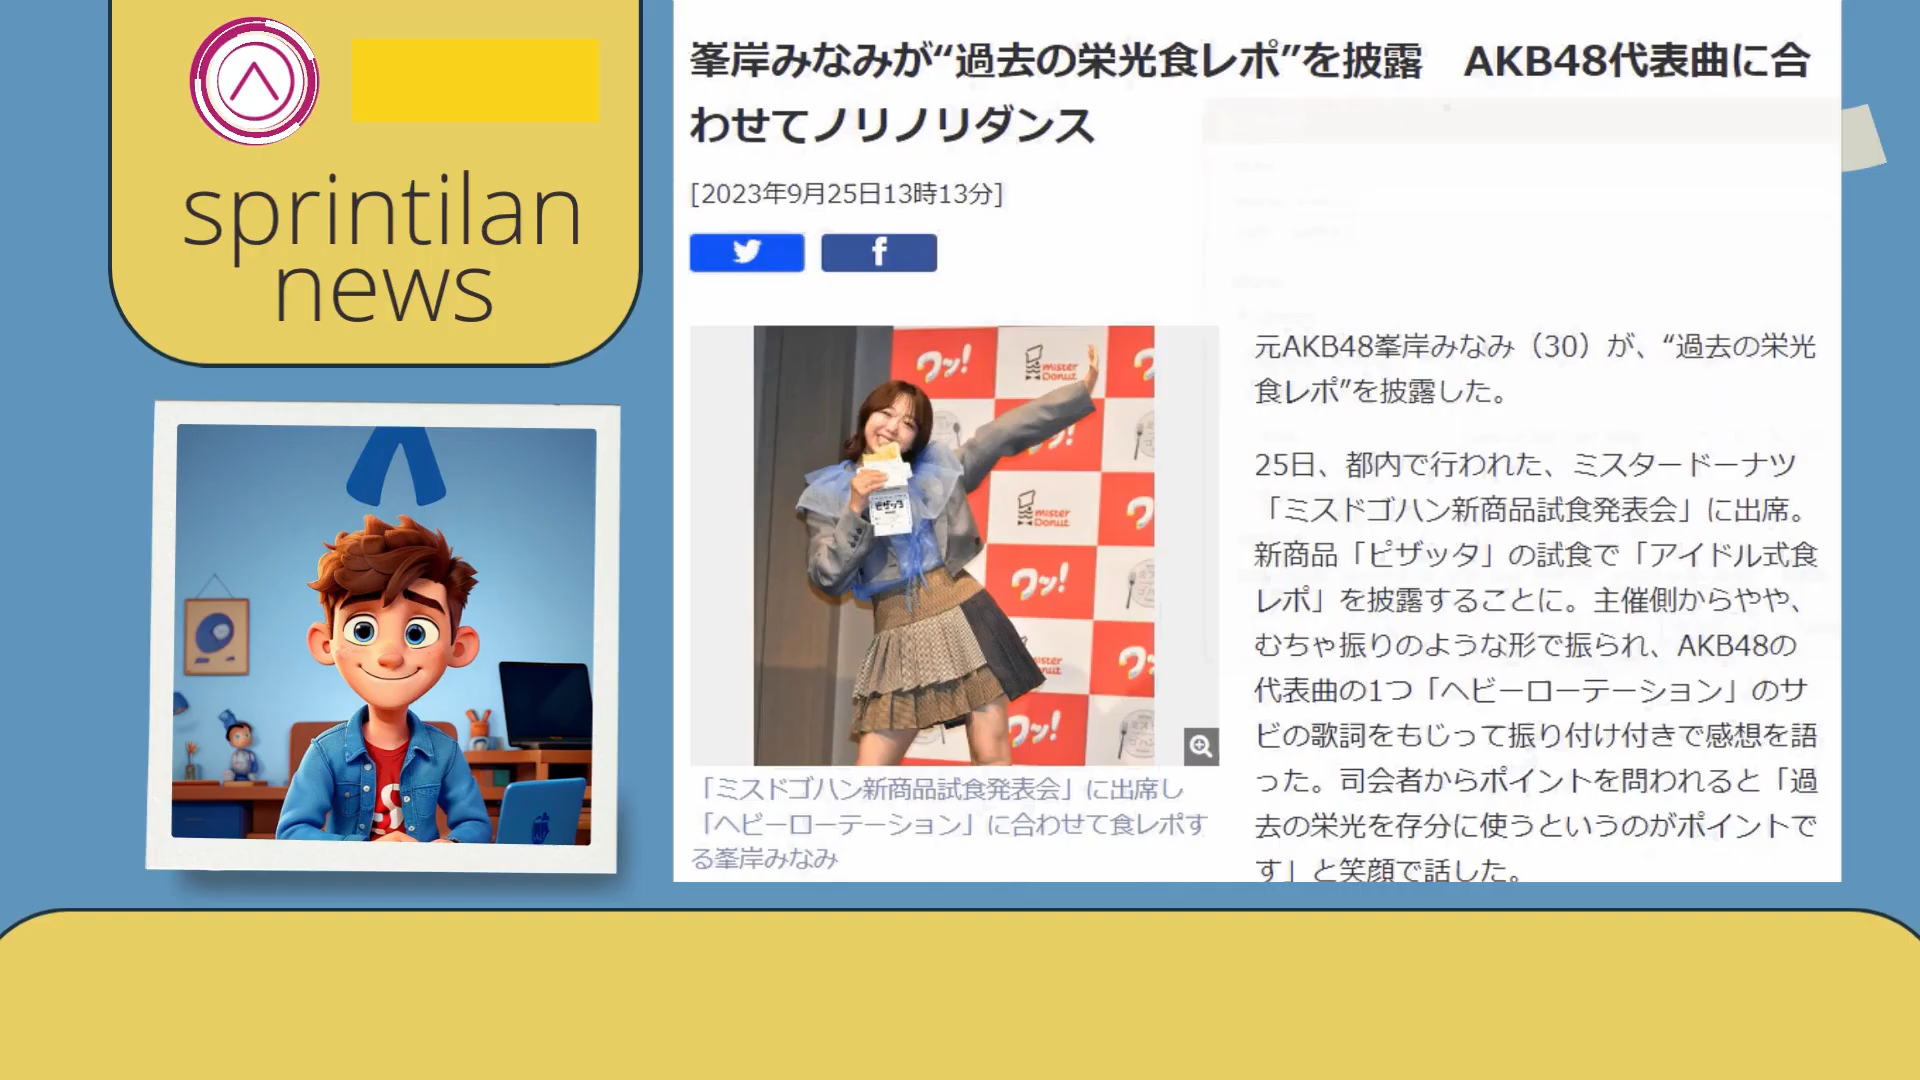 sprintilan
news
峯岸みなみが“過去の栄光食レポ”を披露　AKB48代表曲に合
わせてノリノリダンス
[2023年9月25日13時13分]
ワン!
mister
Donut
mister
Donut
ワン!
ピザッタ
ワン!
「ミスドゴハン新商品試食発表会」に出席し
「ヘビーローテーション」に合わせて食レポす
る峯岸みなみ
元AKB48峯岸みなみ（30）が、“過去の栄光
食レポ”を披露した。
25日、都内で行われた、ミスタードーナツ
「ミスドゴハン新商品試食発表会」に出席。
新商品「ピザッタ」の試食で「アイドル式食
レポ」を披露することに。主催側からやや、
むちゃ振りのような形で振られ、AKB48の
代表曲の1つ「ヘビーローテーション」のサ
ビの歌詞をもじって振り付け付きで感想を語
った。司会者からポイントを問われると「過
去の栄光を存分に使うというのがポイントで
す」と笑顔で話した。